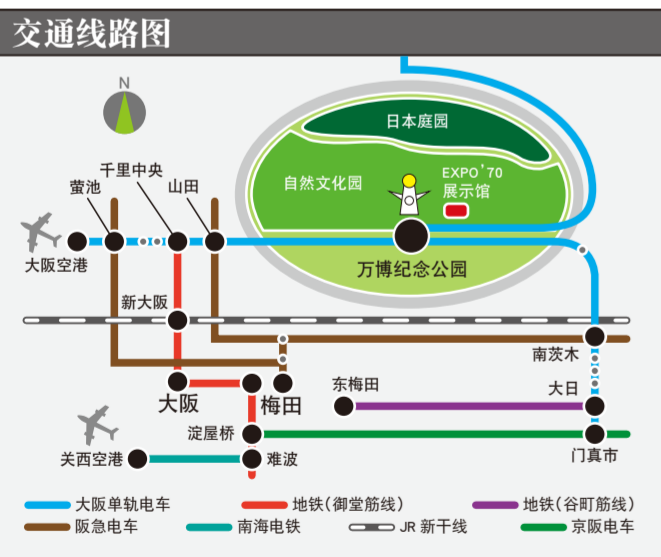 交通线路图
N
日本庭园
千里中央
萤池
山田
自然文化园
EXPO'70
展示馆
大阪空港
万博纪念公园
新大阪
南茨木
大阪
梅田
东梅田
大日
淀屋桥
关西空港
难波
门真市
大阪单轨电车
地铁(御堂筋线)
地铁(谷町筋线)
阪急电车
南海电铁
JR 新干线
京阪电车